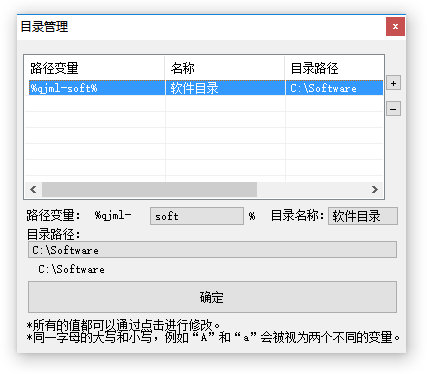 目录管理 x
路径变量 名称 目录路径
%qjml-soft% 软件目录 C:\Software
+
-
路径变量： %qjml- soft % 目录名称: 软件目录
目录路径:
C:\Software
C:\Software
确定
*所有的值都可以通过点击进行修改。
*同一字母的大写和小写，例如“A”和“a”会被视为两个不同的变量。